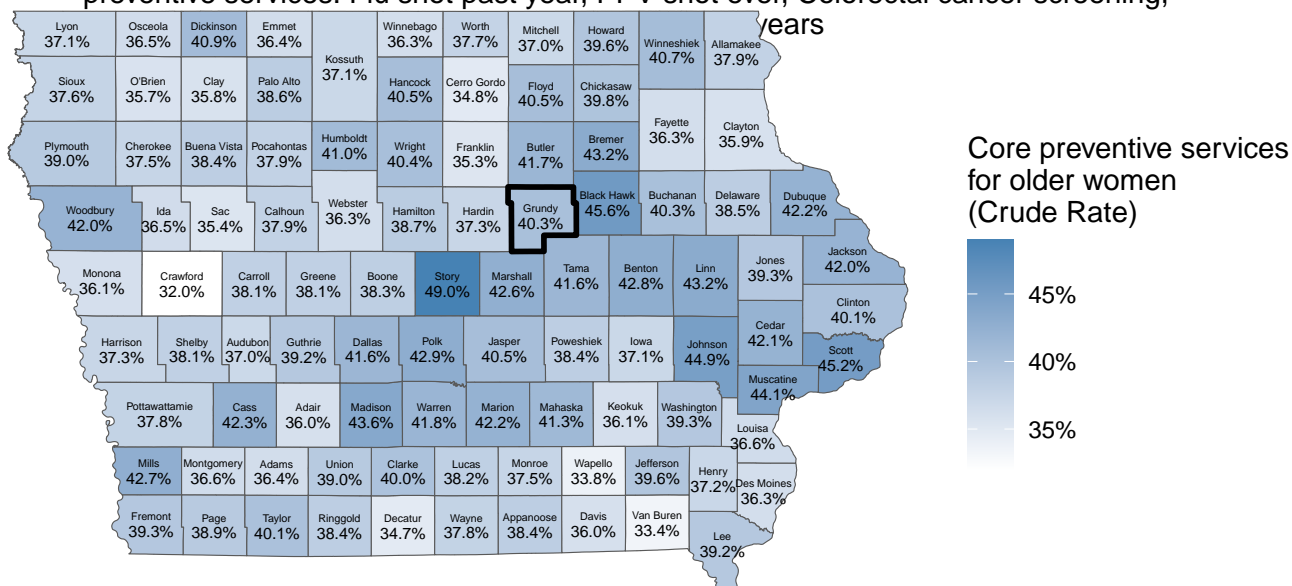 preventive services: Flu shot past year, PPV shot ever, Colorectal cancer screening,
years
Lyon Osceola Dickinson Emmet Winnebago Worth Mitchell Howard
37.1% 36.5% 40.9% 36.4% 36.3% 37.7% 37.0% 39.6%
Winneshiek Allamakee
40.7% 37.9%
Kossuth
37.1%
Sioux O'Brien Clay Palo Alto Hancock Cerro Gordo Floyd Chickasaw
37.6% 35.7% 35.8% 38.6% 40.5% 34.8% 40.5% 39.8%
Fayette Clayton
36.3% 35.9%
Plymouth Cherokee Buena Vista Pocahontas Humboldt Wright Franklin Butler Bremer
39.0% 37.5% 38.4% 37.9% 41.0% 40.4% 35.3% 41.7% 43.2%
Woodbury Ida Sac Calhoun Webster Hamilton Hardin Grundy Black Hawk Buchanan Delaware Dubuque
42.0% 36.5% 35.4% 37.9% 36.3% 38.7% 37.3% 40.3% 45.6% 40.3% 38.5% 42.2%
Monona Crawford Carroll Greene Boone Story Marshall Tama Benton Linn Jones Jackson
36.1% 32.0% 38.1% 38.1% 38.3% 49.0% 42.6% 41.6% 42.8% 43.2% 39.3% 42.0%
Clinton
40.1%
Harrison Shelby Audubon Guthrie Dallas Polk Jasper Poweshiek Iowa Johnson Cedar Scott
37.3% 38.1% 37.0% 39.2% 41.6% 42.9% 40.5% 38.4% 37.1% 44.9% 42.1% 45.2%
Muscatine
44.1%
Pottawattamie Cass Adair Madison Warren Marion Mahaska Keokuk Washington
37.8% 42.3% 36.0% 43.6% 41.8% 42.2% 41.3% 36.1% 39.3%
Louisa
36.6%
Mills Montgomery Adams Union Clarke Lucas Monroe Wapello Jefferson Henry Des Moines
42.7% 36.6% 36.4% 39.0% 40.0% 38.2% 37.5% 33.8% 39.6% 37.2% 36.3%
Fremont Page Taylor Ringgold Decatur Wayne Appanoose Davis Van Buren Lee
39.3% 38.9% 40.1% 38.4% 34.7% 37.8% 38.4% 36.0% 33.4% 39.2%
Core preventive services
for older women
(Crude Rate)
45%
40%
35%